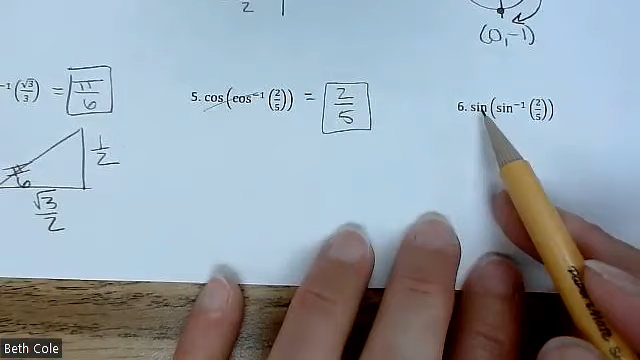 2
(0,-1)
⁻¹(√3/3) = π/6
5. cos(cos⁻¹(2/5)) = 2/5
6. sin(sin⁻¹(2/5))
1/2
π/6
√3/2
Beth Cole